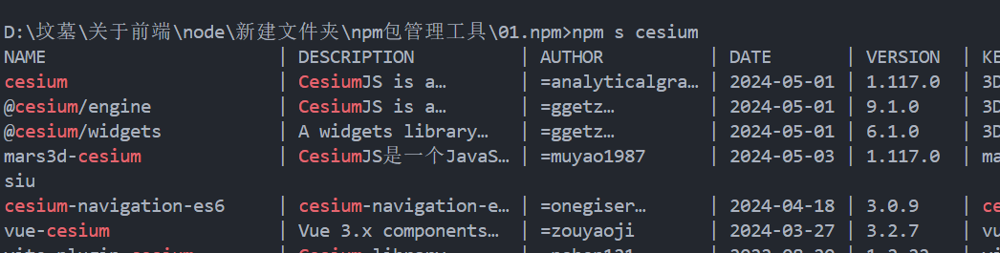 D:\坟墓\关于前端\node\新建文件夹\npm包管理工具\01.npm>npm s cesium
NAME | DESCRIPTION | AUTHOR | DATE | VERSION | KE
cesium | CesiumJS is a… | =analyticalgra… | 2024-05-01 | 1.117.0 | 3D
@cesium/engine | CesiumJS is a… | =ggetz… | 2024-05-01 | 9.1.0 | 3D
@cesium/widgets | A widgets library… | =ggetz… | 2024-05-01 | 6.1.0 | 3D
mars3d-cesium | CesiumJS是一个JavaS… | =muyao1987 | 2024-05-03 | 1.117.0 | ma
siu
cesium-navigation-es6 | cesium-navigation-e… | =onegiser… | 2024-04-18 | 3.0.9 | ce
vue-cesium | Vue 3.x components… | =zouyaoji | 2024-03-27 | 3.2.7 | vu